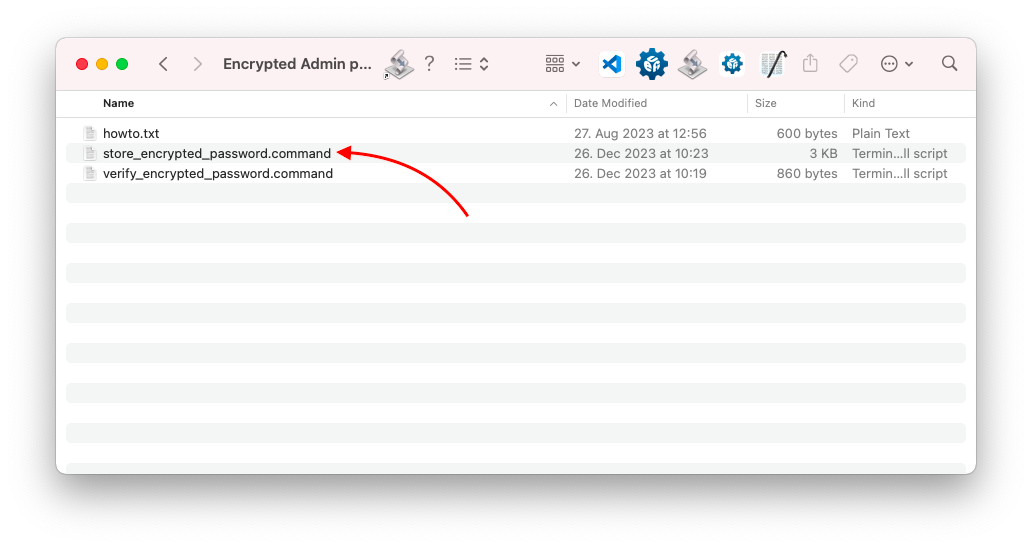 Encrypted Admin p... ?
Name Date Modified Size Kind
howto.txt 27. Aug 2023 at 12:56 600 bytes Plain Text
store_encrypted_password.command 26. Dec 2023 at 10:23 3 KB Termin...ll script
verify_encrypted_password.command 26. Dec 2023 at 10:19 860 bytes Termin...ll script